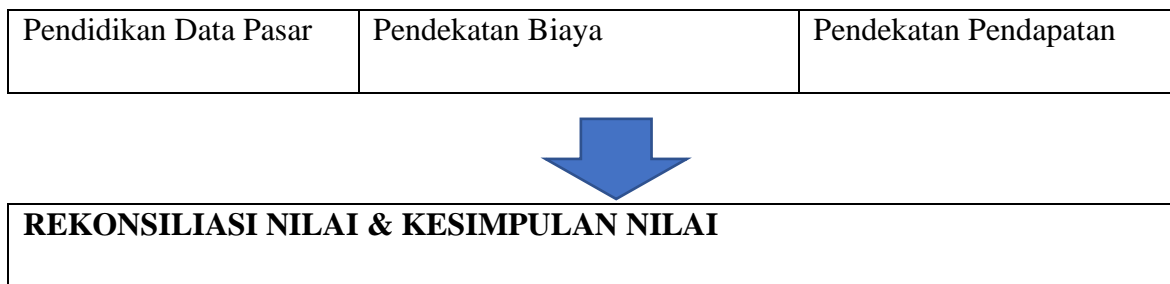 Pendidikan Data Pasar
Pendekatan Biaya
Pendekatan Pendapatan
REKONSILIASI NILAI & KESIMPULAN NILAI